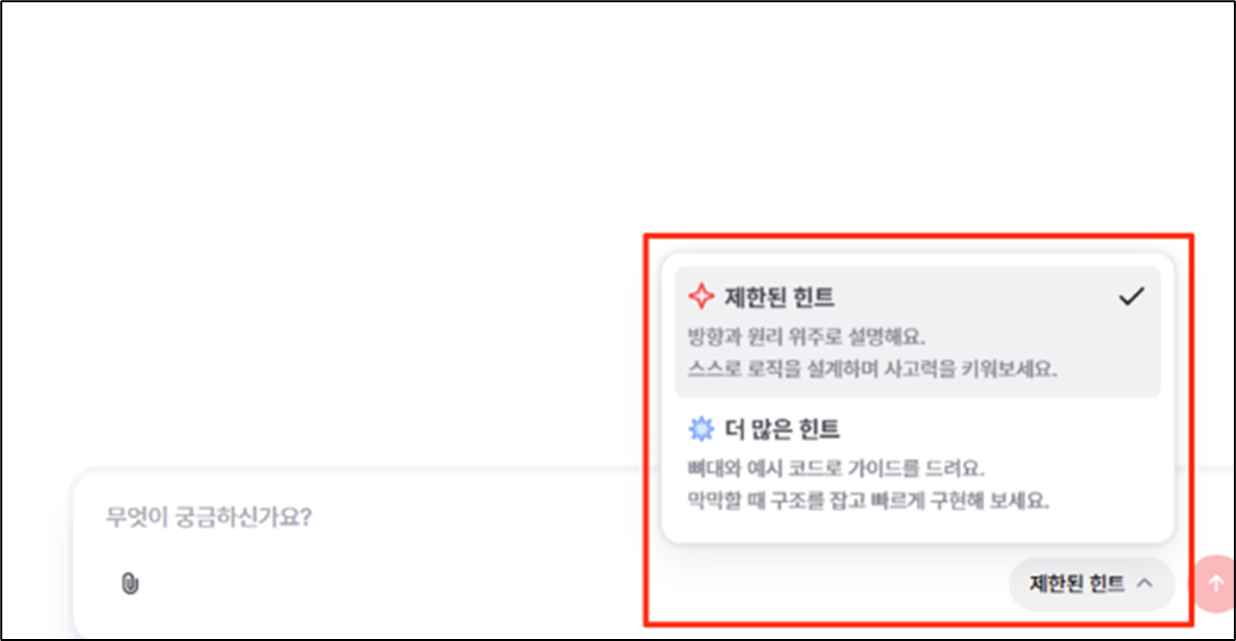 제한된 힌트
방향과 원리 위주로 설명해요.
스스로 로직을 설계하며 사고력을 키워보세요.
더 많은 힌트
뼈대와 예시 코드로 가이드를 드려요.
막막할 때 구조를 잡고 빠르게 구현해 보세요.
무엇이 궁금하신가요?
제한된 힌트